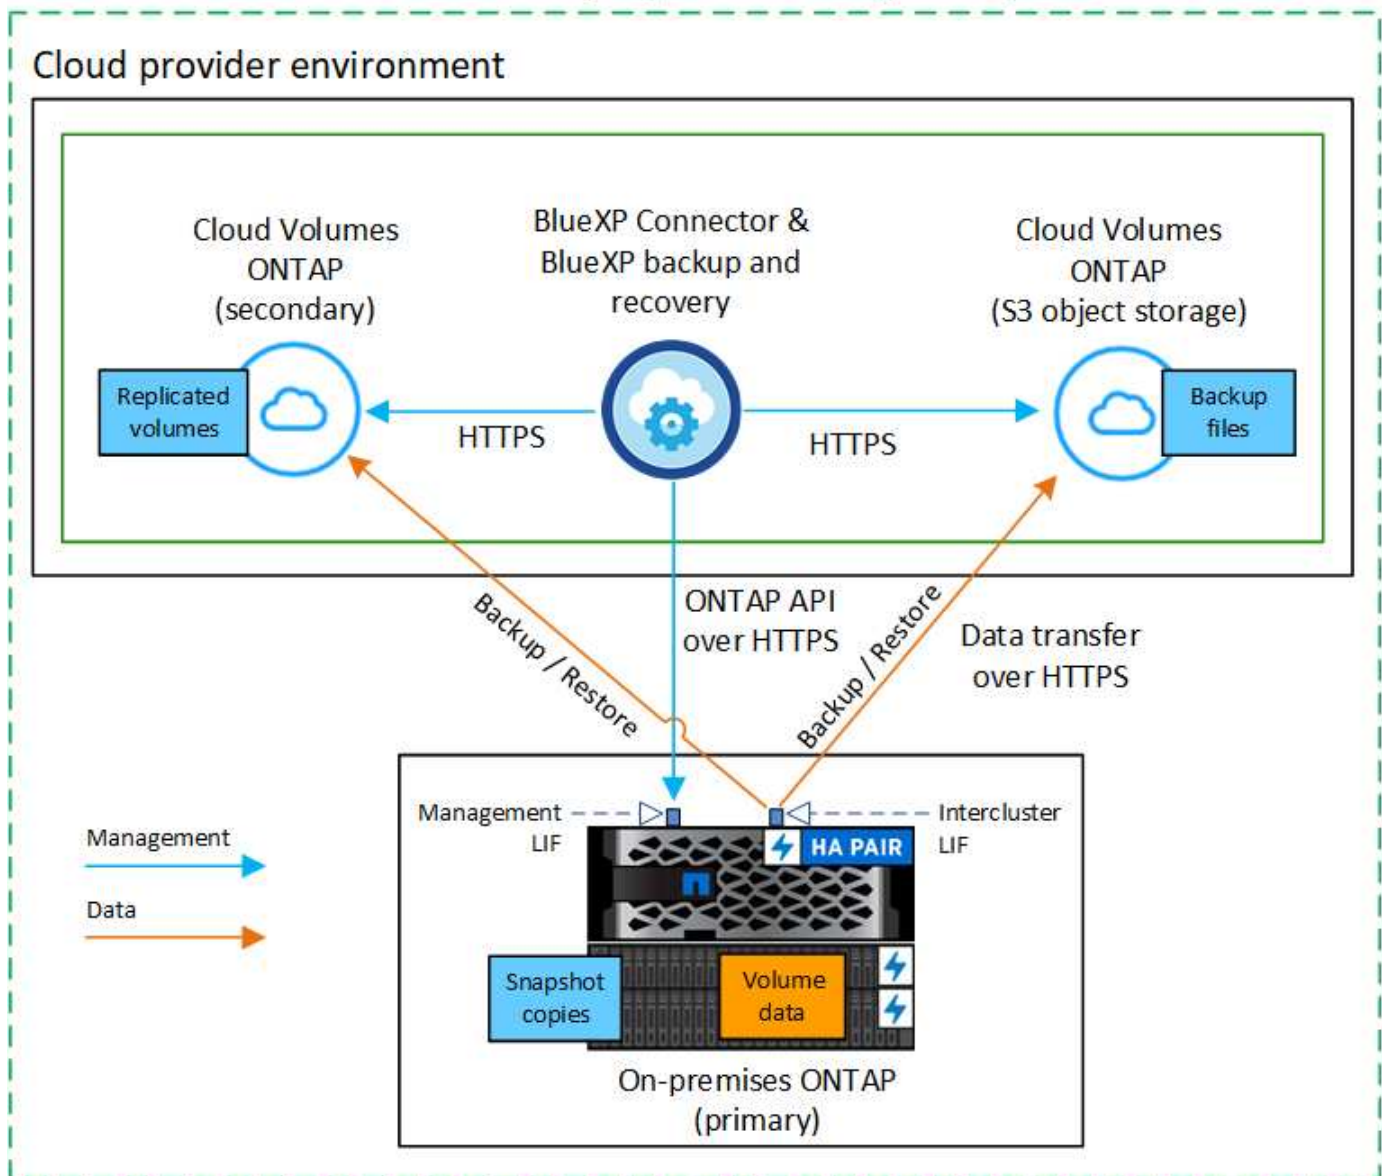 Cloud provider environment
Cloud Volumes
ONTAP
(secondary)
BlueXP Connector &
BlueXP backup and
recovery
Cloud Volumes
ONTAP
(S3 object storage)
Replicated
volumes
HTTPS
HTTPS
Backup
files
Backup / Restore
ONTAP API
over HTTPS
Backup / Restore
Data transfer
over HTTPS
Management
LIF
Intercluster
LIF
HA PAIR
Management
Data
Snapshot
copies
Volume
data
On-premises ONTAP
(primary)